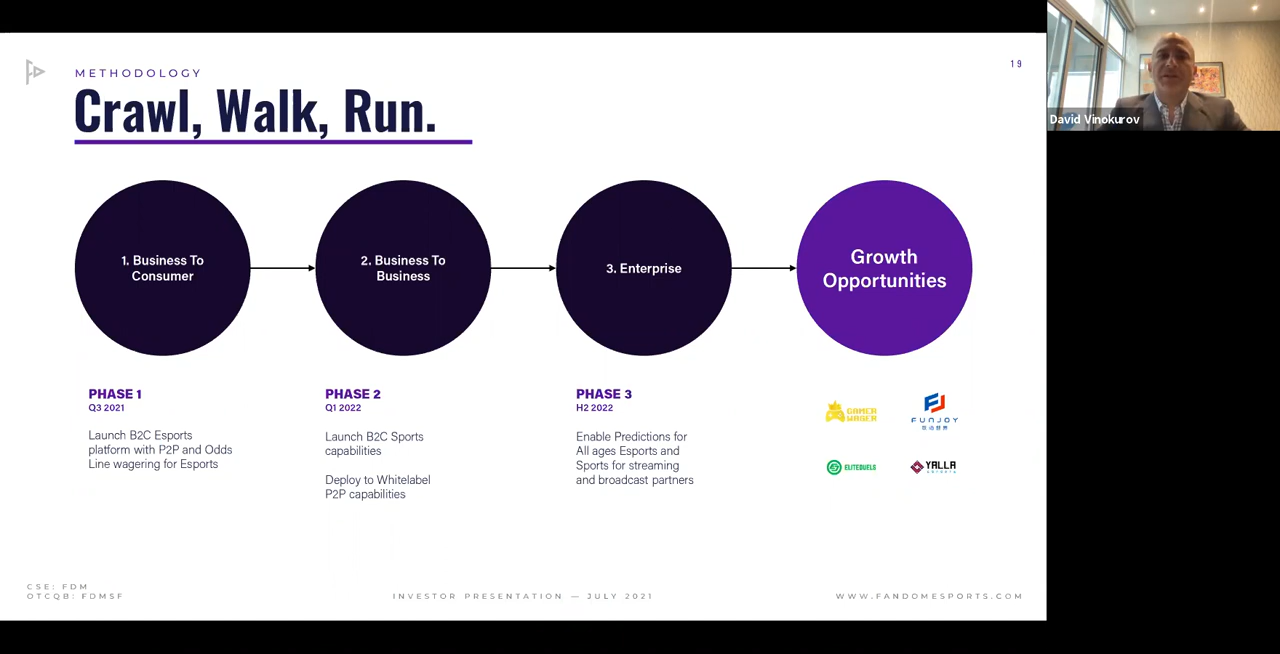 METHODOLOGY
19
Crawl, Walk, Run.
1. Business To
Consumer
2. Business To
Business
3. Enterprise
Growth
Opportunities
PHASE 1
Q3 2021
Launch B2C Esports
platform with P2P and Odds
Line wagering for Esports
PHASE 2
Q1 2022
Launch B2C Sports
capabilities
Deploy to Whitelabel
P2P capabilities
PHASE 3
H2 2022
Enable Predictions for
All ages Esports and
Sports for streaming
and broadcast partners
GAMER
WAGER
FUNJOY
ELITEDUELS
YALLA
ESPORTS
CSE: FDM
OTCQB: FDMSF
INVESTOR PRESENTATION — JULY 2021
WWW.FANDOMESPORTS.COM
David Vinokurov